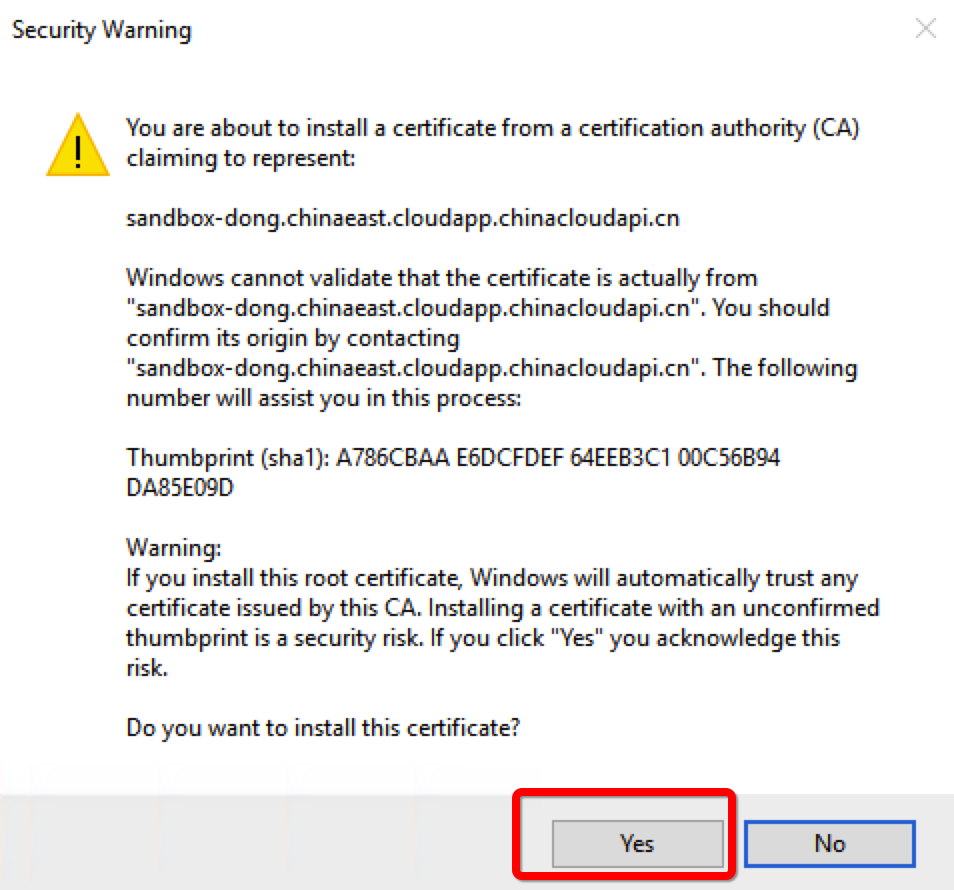 Security Warning
You are about to install a certificate from a certification authority (CA)
claiming to represent:
sandbox-dong.chinaeast.cloudapp.chinacloudapi.cn
Windows cannot validate that the certificate is actually from
"sandbox-dong.chinaeast.cloudapp.chinacloudapi.cn". You should
confirm its origin by contacting
"sandbox-dong.chinaeast.cloudapp.chinacloudapi.cn". The following
number will assist you in this process:
Thumbprint (sha1): A786CBAA E6DCFDEF 64EEB3C1 00C56B94
DA85E09D
Warning:
If you install this root certificate, Windows will automatically trust any
certificate issued by this CA. Installing a certificate with an unconfirmed
thumbprint is a security risk. If you click "Yes" you acknowledge this
risk.
Do you want to install this certificate?
Yes
No